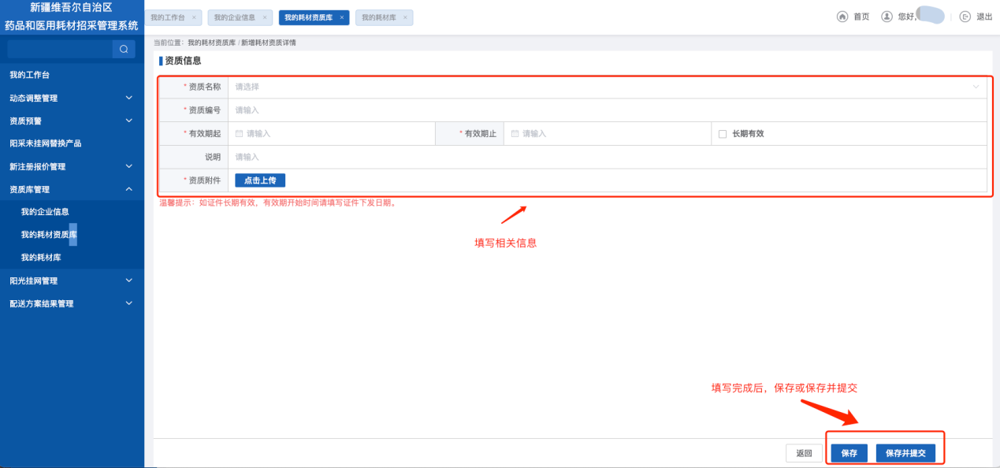 新疆维吾尔自治区
药品和医用耗材招采管理系统
我的工作台 × 我的企业信息 × 我的耗材资质库 × 我的耗材库 ×
首页 您好, 退出
当前位置: 我的耗材资质库 / 新增耗材资质详情
资质信息
* 资质名称 请选择
* 资质编号 请输入
* 有效期起 请输入 * 有效期止 请输入 长期有效
说明 请输入
* 资质附件 点击上传
温馨提示: 如证件长期有效, 有效期开始时间请填写证件下发日期。
填写相关信息
我的工作台
动态调整管理
资质预警
阳采未挂网替换产品
新注册报价管理
资质库管理
我的企业信息
我的耗材资质库
我的耗材库
阳光挂网管理
配送方案结果管理
填写完成后, 保存或保存并提交
返回 保存 保存并提交